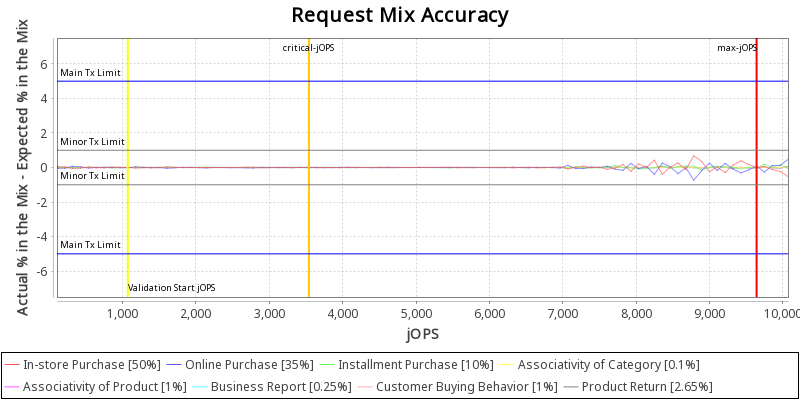 Request Mix Accuracy
Actual % in the Mix - Expected % in the Mix
critical-jOPS
max-jOPS
6
Main Tx Limit
4
2
Minor Tx Limit
0
Minor Tx Limit
-2
-4
Main Tx Limit
-6
Validation Start jOPS
1,000 2,000 3,000 4,000 5,000 6,000 7,000 8,000 9,000 10,000
jOPS
In-store Purchase [50%] Online Purchase [35%] Installment Purchase [10%] Associativity of Category [0.1%]
Associativity of Product [1%] Business Report [0.25%] Customer Buying Behavior [1%] Product Return [2.65%]